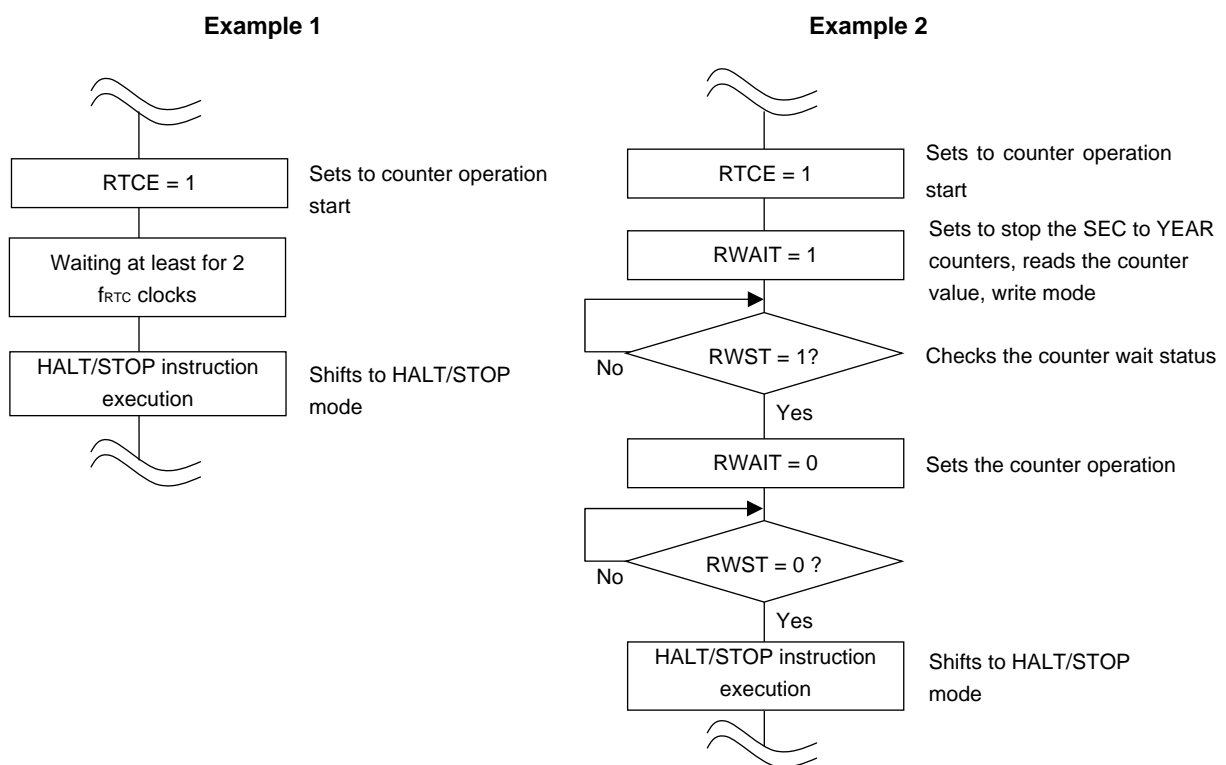 Example 1
RTCE = 1
Sets to counter operation
start
Waiting at least for 2
fRTC clocks
HALT/STOP instruction
execution
Shifts to HALT/STOP
mode
Example 2
RTCE = 1
Sets to counter operation
start
RWAIT = 1
Sets to stop the SEC to YEAR
counters, reads the counter
value, write mode
RWST = 1?
No
Checks the counter wait status
Yes
RWAIT = 0
Sets the counter operation
RWST = 0 ?
No
Yes
HALT/STOP instruction
execution
Shifts to HALT/STOP
mode